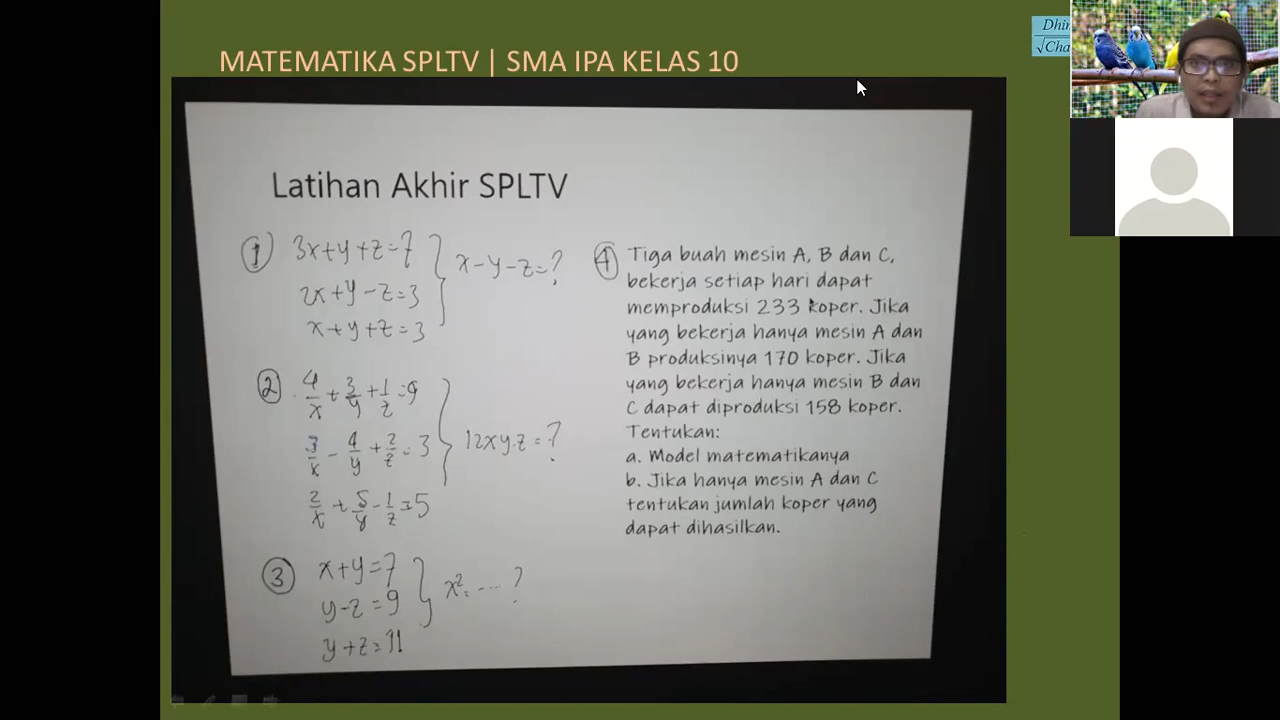 MATEMATIKA SPLTV | SMA IPA KELAS 10
Latihan Akhir SPLTV
1 3x+y+z=7
2x+y-z=3
x+y+z=3
x-y-z=?
2 4/x + 3/y + 1/z = 9
3/x - 4/y + 2/z = 3
2/x + 5/y - 1/z = 5
12xy.z=?
3 x+y=7
y-z=9
y+z=11
x²=....?
4 Tiga buah mesin A, B dan C,
bekerja setiap hari dapat
memproduksi 233 koper. Jika
yang bekerja hanya mesin A dan
B produksinya 170 koper. Jika
yang bekerja hanya mesin B dan
C dapat diproduksi 158 koper.
Tentukan:
a. Model matematikanya
b. Jika hanya mesin A dan C
tentukan jumlah koper yang
dapat dihasilkan.